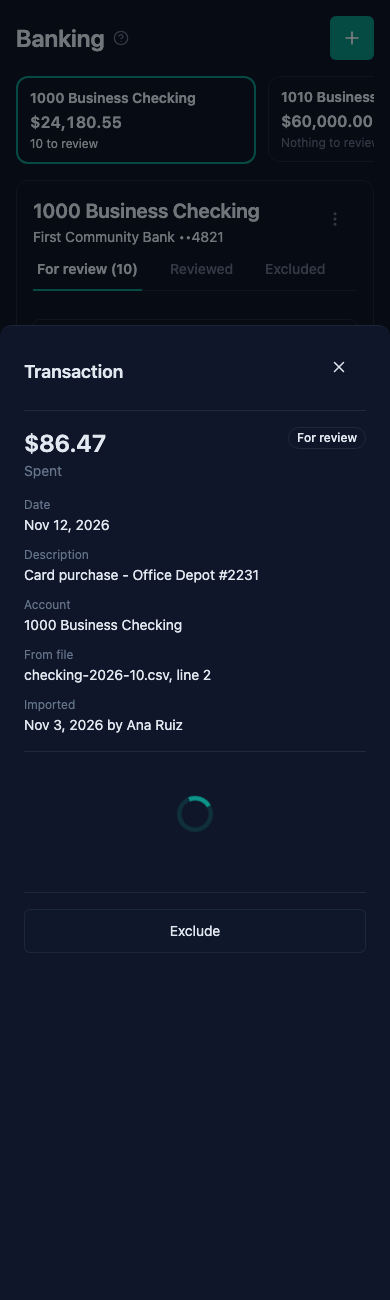 Banking
1000 Business Checking
$24,180.55
10 to review
1010 Business
$60,000.00
Nothing to review
1000 Business Checking
First Community Bank ••4821
For review (10)
Reviewed
Excluded
Transaction
$86.47
For review
Spent
Date
Nov 12, 2026
Description
Card purchase - Office Depot #2231
Account
1000 Business Checking
From file
checking-2026-10.csv, line 2
Imported
Nov 3, 2026 by Ana Ruiz
Exclude